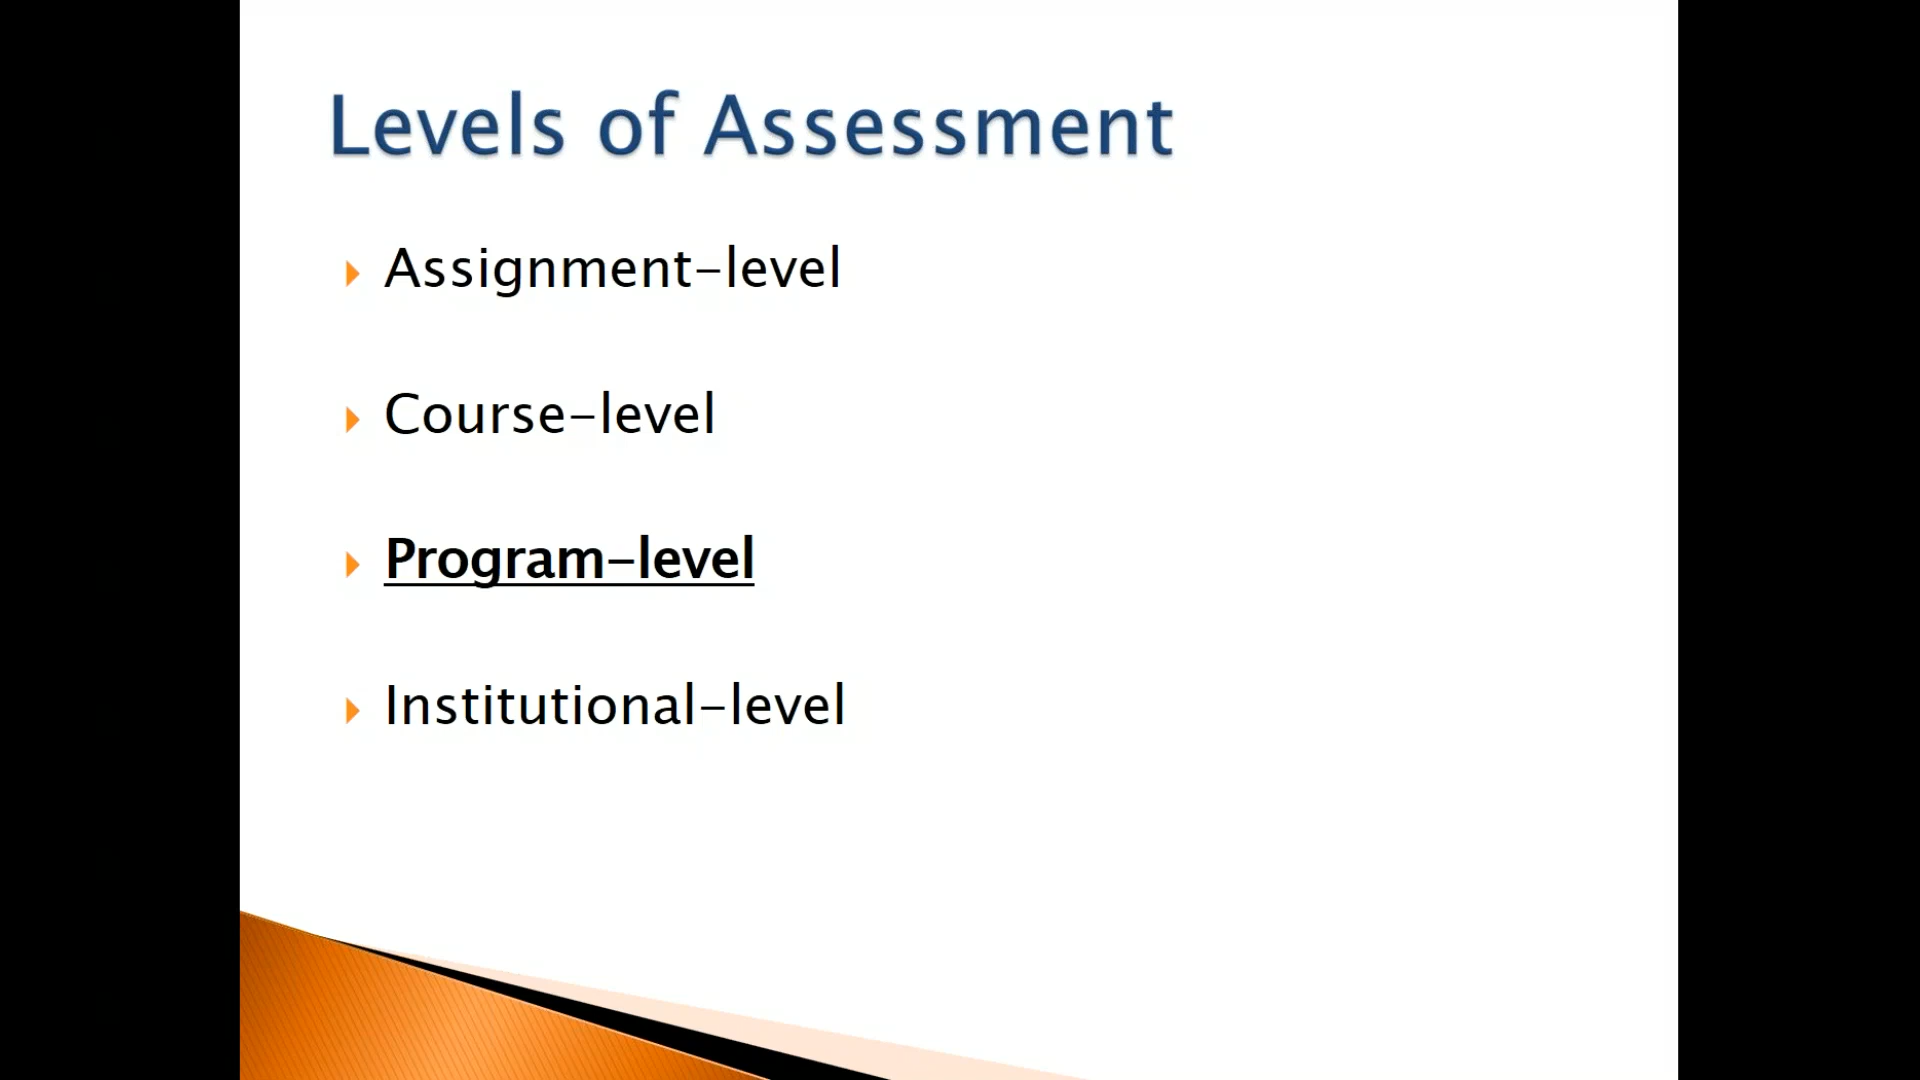 Levels of Assessment
Assignment-level
Course-level
Program-level
Institutional-level